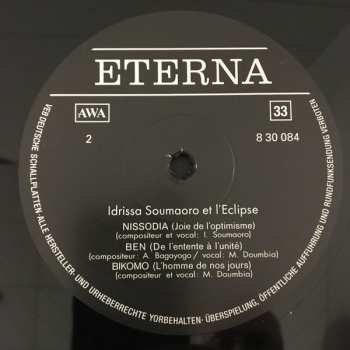 ETERNA
AWA
33
2
8 30 084
Idrissa Soumaoro et l'Eclipse
NISSODIA (Joie de l'optimisme)
(compositeur et vocal: I. Soumaoro)
BEN (De l'entente à l'unité)
(compositeur: A. Bagayogo / vocal: M. Doumbia)
BIKOMO (L'homme de nos jours)
(compositeur et vocal: M. Doumbia)
VEB DEUTSCHE SCHALLPLATTEN·ALLE HERSTELLER- UND URHEBERRECHTE VORBEHALTEN·ÜBERSPIELUNG, ÖFFENTLICHE AUFFÜHRUNG UND RUNDFUNKSENDUNG VERBOTEN